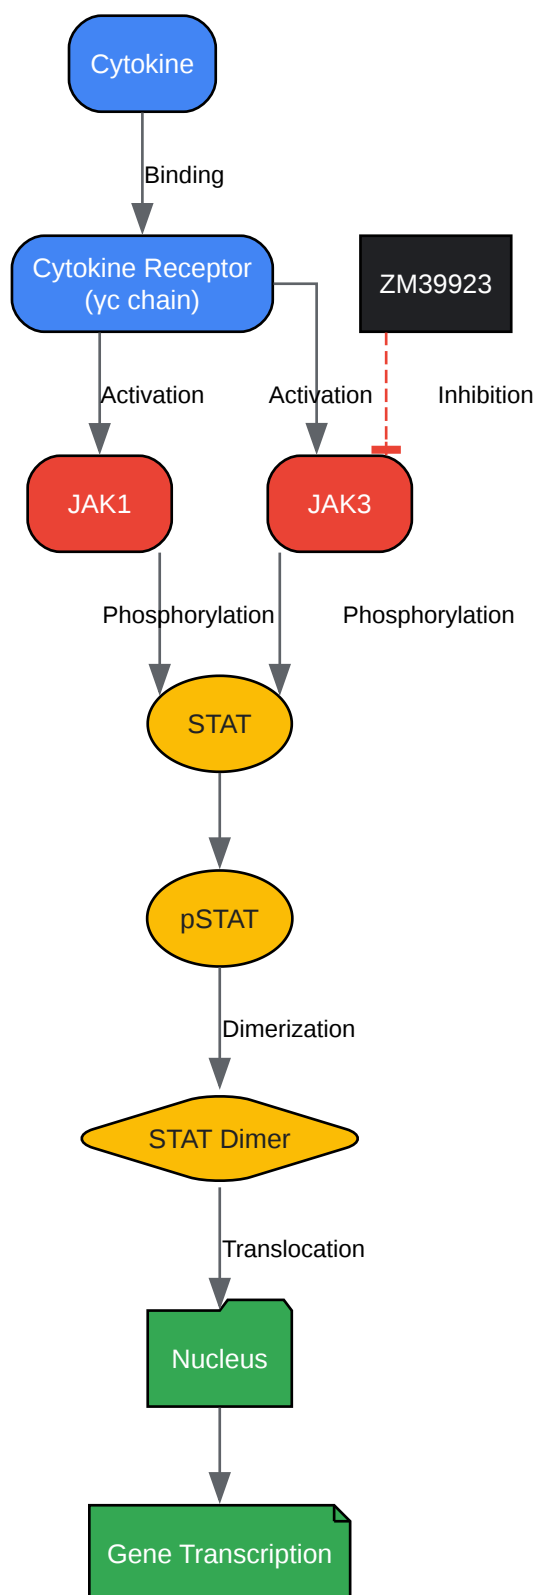 Cytokine
Binding
Cytokine Receptor
(γc chain)
ZM39923
Activation
Activation
Inhibition
JAK1
JAK3
Phosphorylation
Phosphorylation
STAT
pSTAT
Dimerization
STAT Dimer
Translocation
Nucleus
Gene Transcription